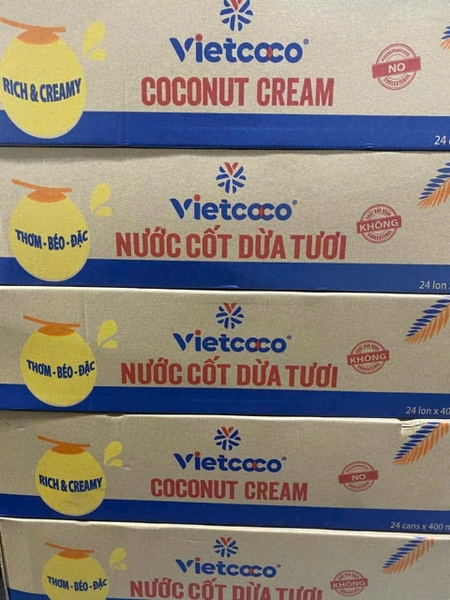 Vietcoco®
RICH & CREAMY
COCONUT CREAM
NO
24
Vietcoco®
THƠM - BÉO - ĐẶC
NƯỚC CỐT DỪA TƯƠI
KHÔNG
24 lon
Vietcoco®
THƠM - BÉO - ĐẶC
NƯỚC CỐT DỪA TƯƠI
KHÔNG
24 lon x 40
Vietcoco®
RICH & CREAMY
COCONUT CREAM
NO
24 cans x 400 m
Vietcoco®
THƠM - BÉO - ĐẶC
NƯỚC CỐT DỪA TƯƠI
KHÔNG